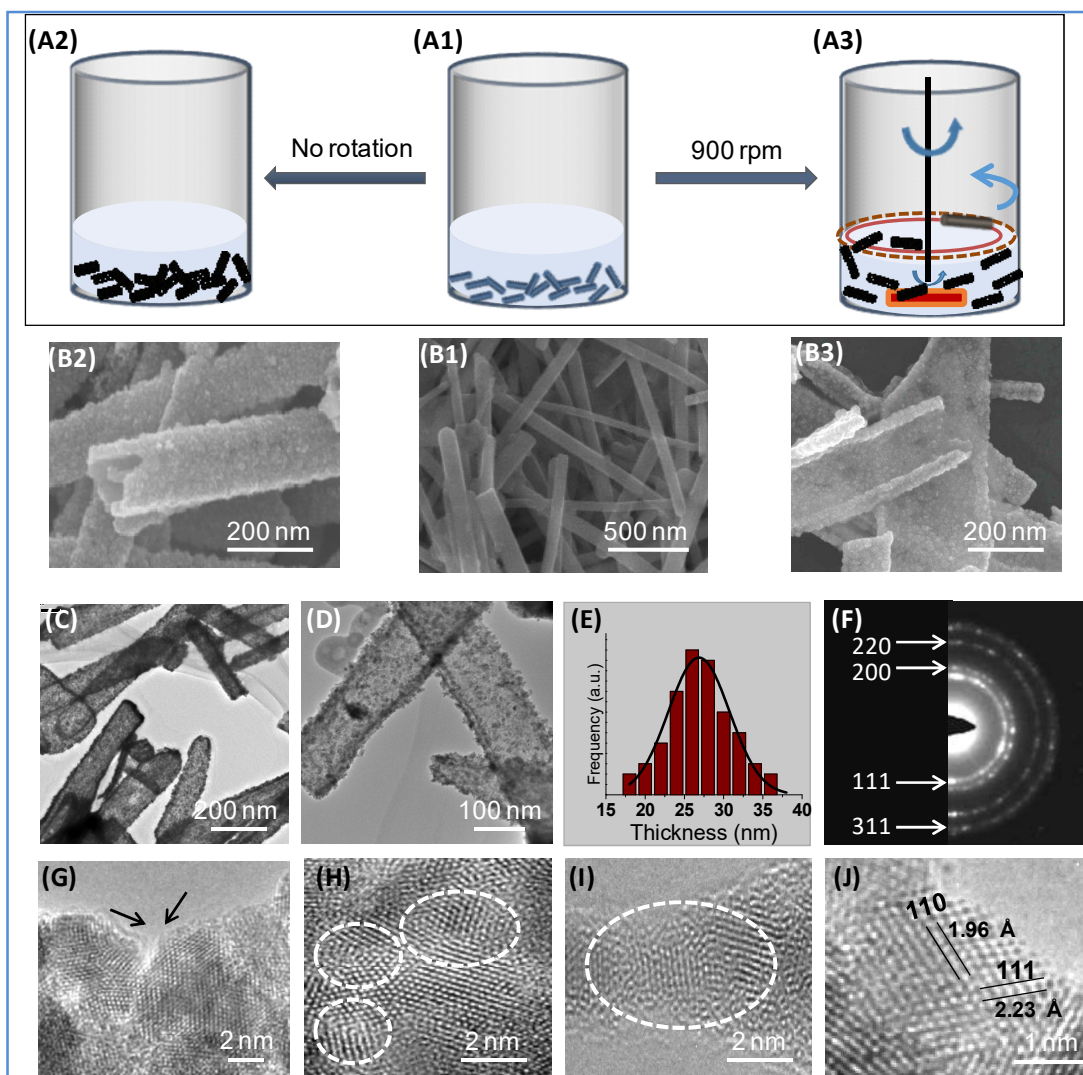 (A2)
(A1)
(A3)
No rotation
900 rpm
(B2)
(B1)
(B3)
200 nm
500 nm
200 nm
(C)
(D)
(E)
(F)
220
200
111
311
200 nm
100 nm
Frequency (a.u.)
15 20 25 30 35 40
Thickness (nm)
(G)
(H)
(I)
(J)
110
1.96 Å
111
2.23 Å
2 nm
2 nm
2 nm
1 nm